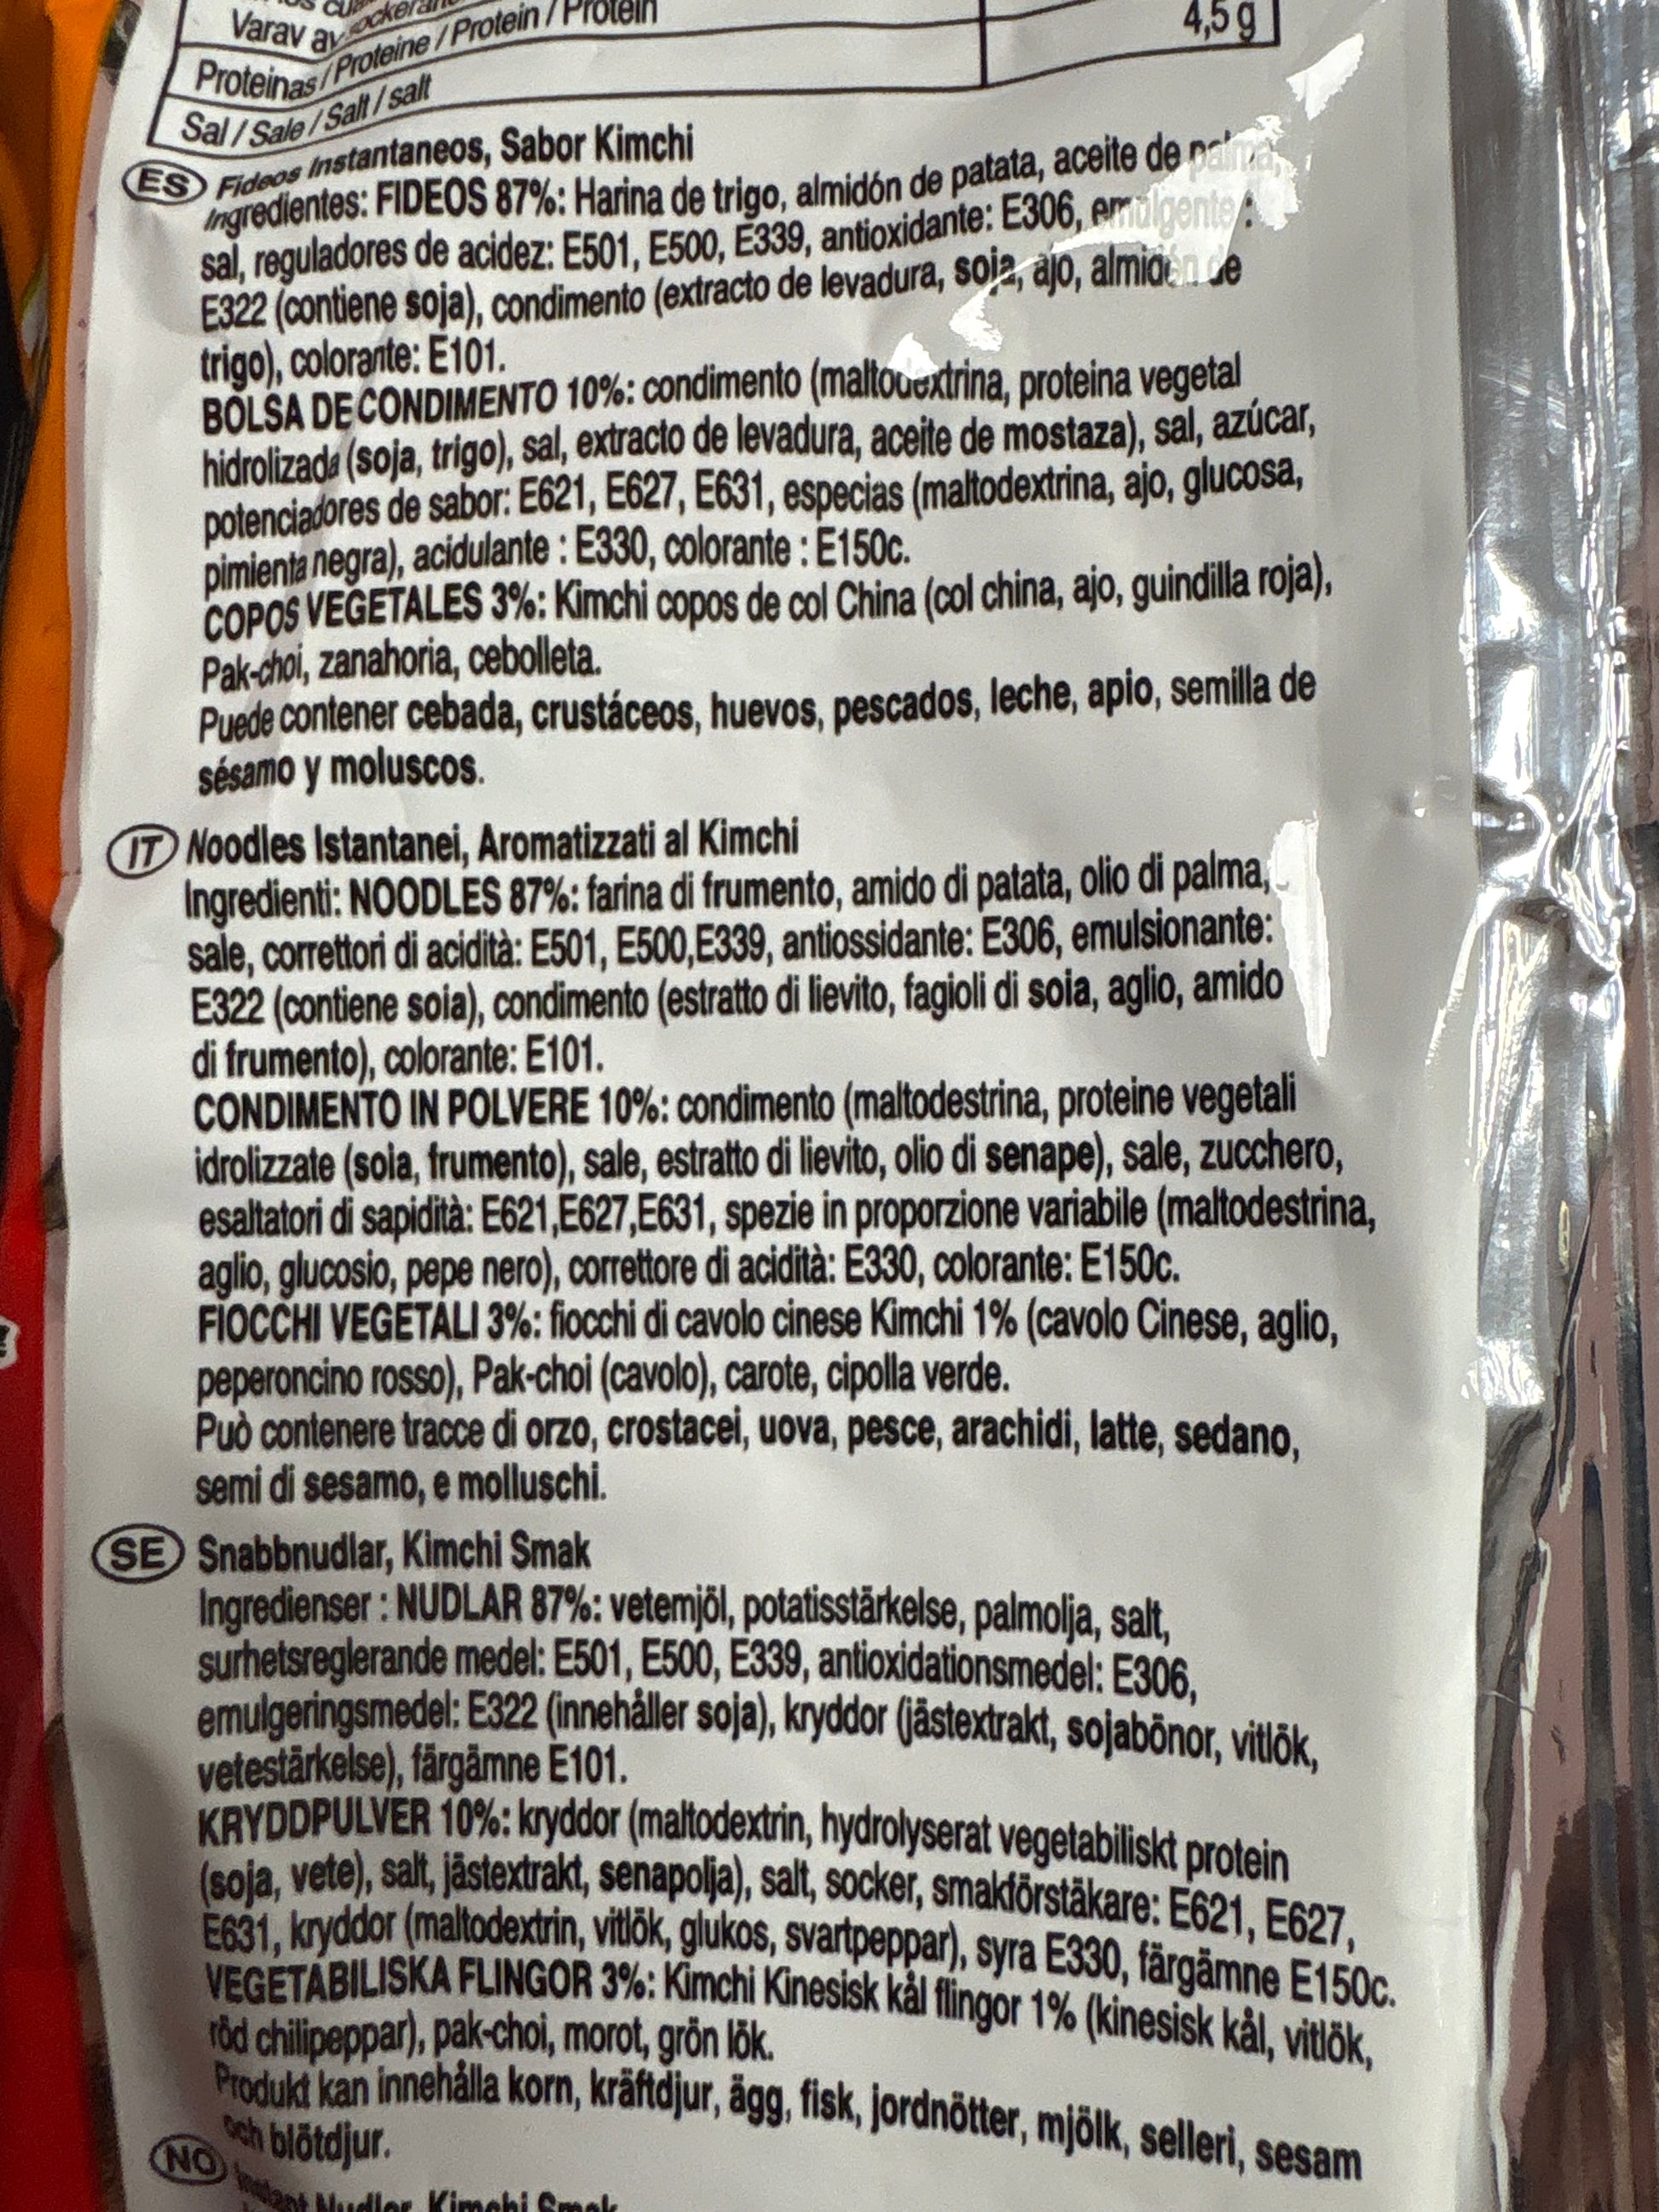 Varav av sockerarter
Proteinas / Proteine / Protein / Protein
Sal / Sale / Salt / salt
4,5 g
ES Fideos Instantaneos, Sabor Kimchi
Ingredientes: FIDEOS 87%: Harina de trigo, almidón de patata, aceite de palma,
sal, reguladores de acidez: E501, E500, E339, antioxidante: E306, emulgente :
E322 (contiene soja), condimento (extracto de levadura, soja, ajo, almidón de
trigo), colorante: E101.
BOLSA DE CONDIMENTO 10%: condimento (maltodextrina, proteina vegetal
hidrolizada (soja, trigo), sal, extracto de levadura, aceite de mostaza), sal, azúcar,
potenciadores de sabor: E621, E627, E631, especias (maltodextrina, ajo, glucosa,
pimienta negra), acidulante : E330, colorante : E150c.
COPOS VEGETALES 3%: Kimchi copos de col China (col china, ajo, guindilla roja),
Pak-choi, zanahoria, cebolleta.
Puede contener cebada, crustáceos, huevos, pescados, leche, apio, semilla de
sésamo y moluscos.
IT Noodles Istantanei, Aromatizzati al Kimchi
Ingredienti: NOODLES 87%: farina di frumento, amido di patata, olio di palma,
sale, correttori di acidità: E501, E500,E339, antiossidante: E306, emulsionante:
E322 (contiene soia), condimento (estratto di lievito, fagioli di soia, aglio, amido
di frumento), colorante: E101.
CONDIMENTO IN POLVERE 10%: condimento (maltodestrina, proteine vegetali
idrolizzate (soia, frumento), sale, estratto di lievito, olio di senape), sale, zucchero,
esaltatori di sapidità: E621,E627,E631, spezie in proporzione variabile (maltodestrina,
aglio, glucosio, pepe nero), correttore di acidità: E330, colorante: E150c.
FIOCCHI VEGETALI 3%: fiocchi di cavolo cinese Kimchi 1% (cavolo Cinese, aglio,
peperoncino rosso), Pak-choi (cavolo), carote, cipolla verde.
Può contenere tracce di orzo, crostacei, uova, pesce, arachidi, latte, sedano,
semi di sesamo, e molluschi.
SE Snabbnudlar, Kimchi Smak
Ingredienser : NUDLAR 87%: vetemjöl, potatisstärkelse, palmolja, salt,
surhetsreglerande medel: E501, E500, E339, antioxidationsmedel: E306,
emulgeringsmedel: E322 (innehåller soja), kryddor (jästextrakt, sojabönor, vitlök,
vetestärkelse), färgämne E101.
KRYDDPULVER 10%: kryddor (maltodextrin, hydrolyserat vegetabiliskt protein
(soja, vete), salt, jästextrakt, senapolja), salt, socker, smakförstäkare: E621, E627,
E631, kryddor (maltodextrin, vitlök, glukos, svartpeppar), syra E330, färgämne E150c.
VEGETABILISKA FLINGOR 3%: Kimchi Kinesisk kål flingor 1% (kinesisk kål, vitlök,
röd chilipeppar), pak-choi, morot, grön lök.
Produkt kan innehålla korn, kräftdjur, ägg, fisk, jordnötter, mjölk, selleri, sesam
och blötdjur.
NO Instant Nudler, Kimchi Smak